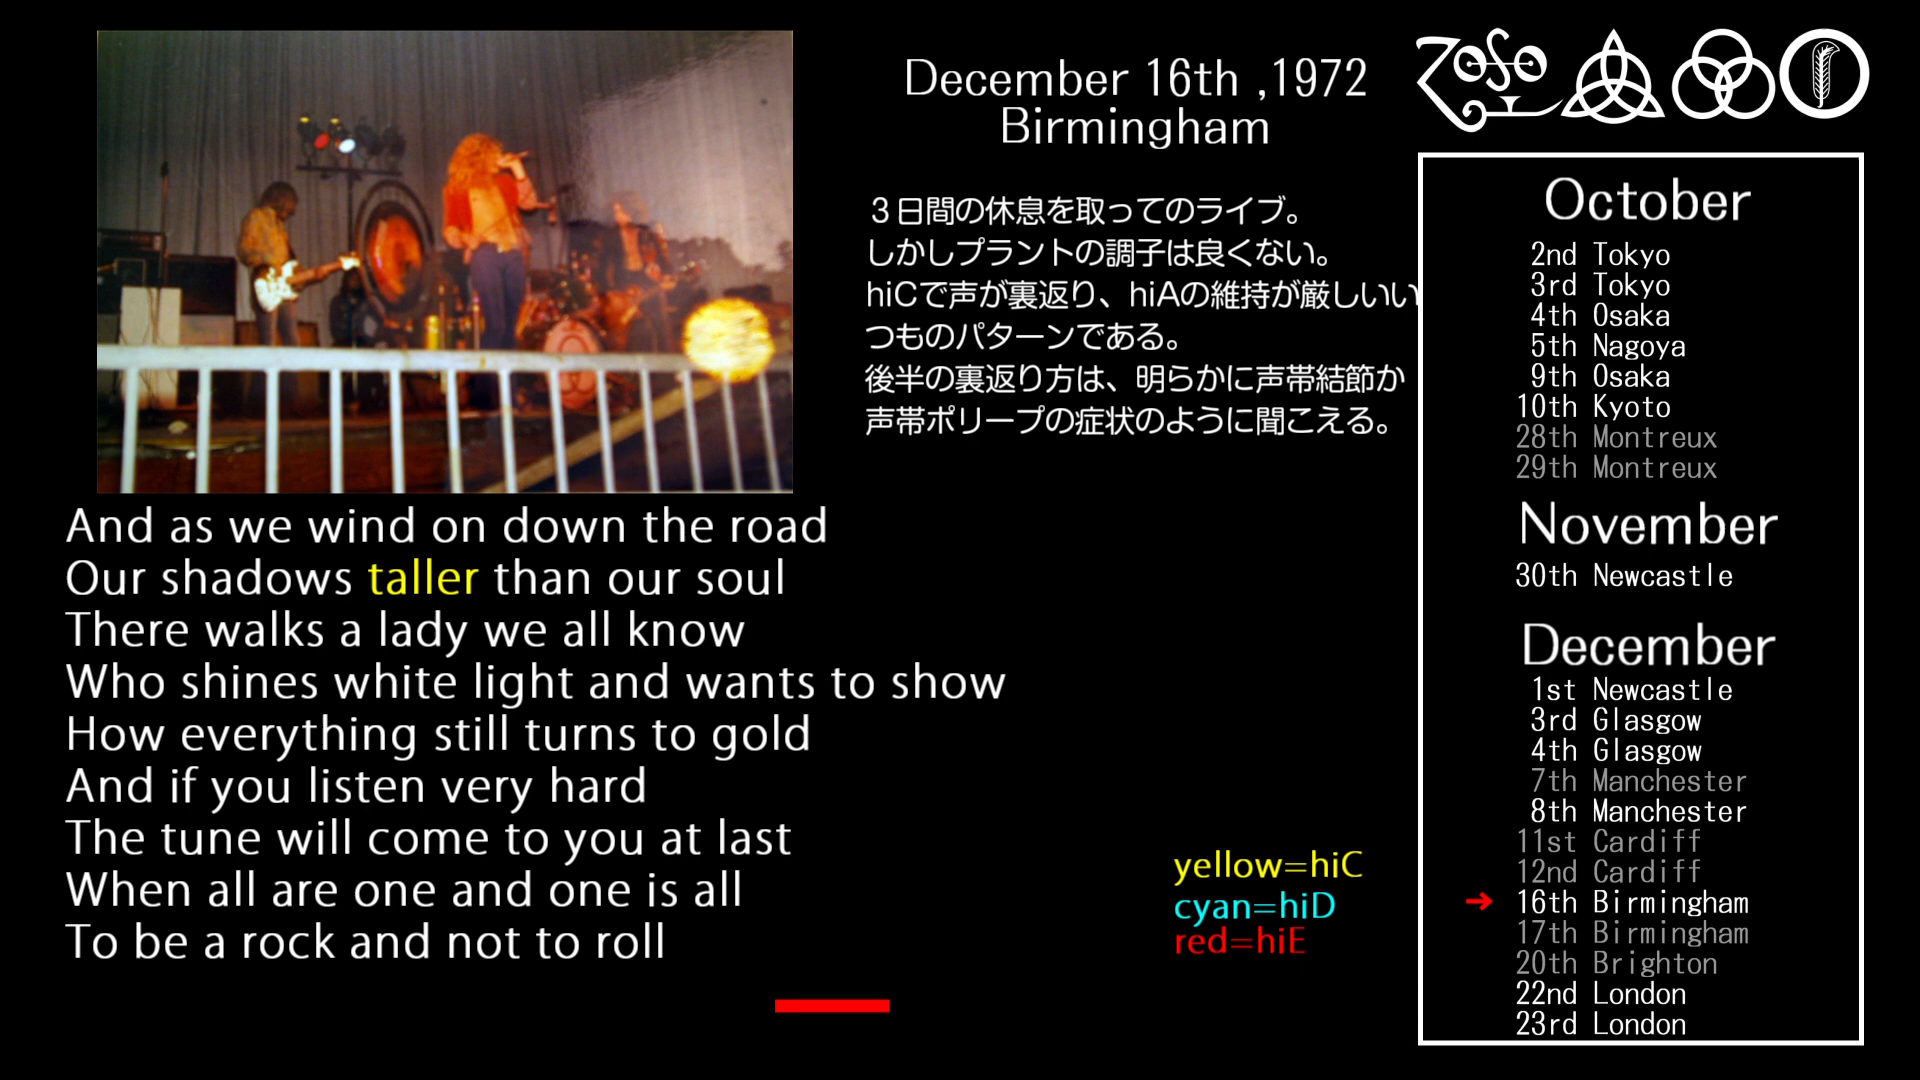 December 16th ,1972
Birmingham
３日間の休息を取ってのライブ。
しかしプラントの調子は良くない。
hiCで声が裏返り、hiAの維持が厳しいい
つものパターンである。
後半の裏返り方は、明らかに声帯結節か
声帯ポリープの症状のように聞こえる。
And as we wind on down the road
Our shadows taller than our soul
There walks a lady we all know
Who shines white light and wants to show
How everything still turns to gold
And if you listen very hard
The tune will come to you at last
When all are one and one is all
To be a rock and not to roll
yellow=hiC
cyan=hiD
red=hiE
ZOSO
October
2nd Tokyo
3rd Tokyo
4th Osaka
5th Nagoya
9th Osaka
10th Kyoto
28th Montreux
29th Montreux
November
30th Newcastle
December
1st Newcastle
3rd Glasgow
4th Glasgow
7th Manchester
8th Manchester
11st Cardiff
12nd Cardiff
→ 16th Birmingham
17th Birmingham
20th Brighton
22nd London
23rd London